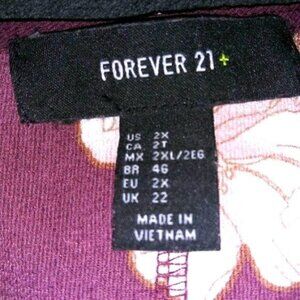 FOREVER 21+
US 2X
CA 2T
MX 2XL/2EG
BR 46
EU 2X
UK 22
MADE IN
VIETNAM